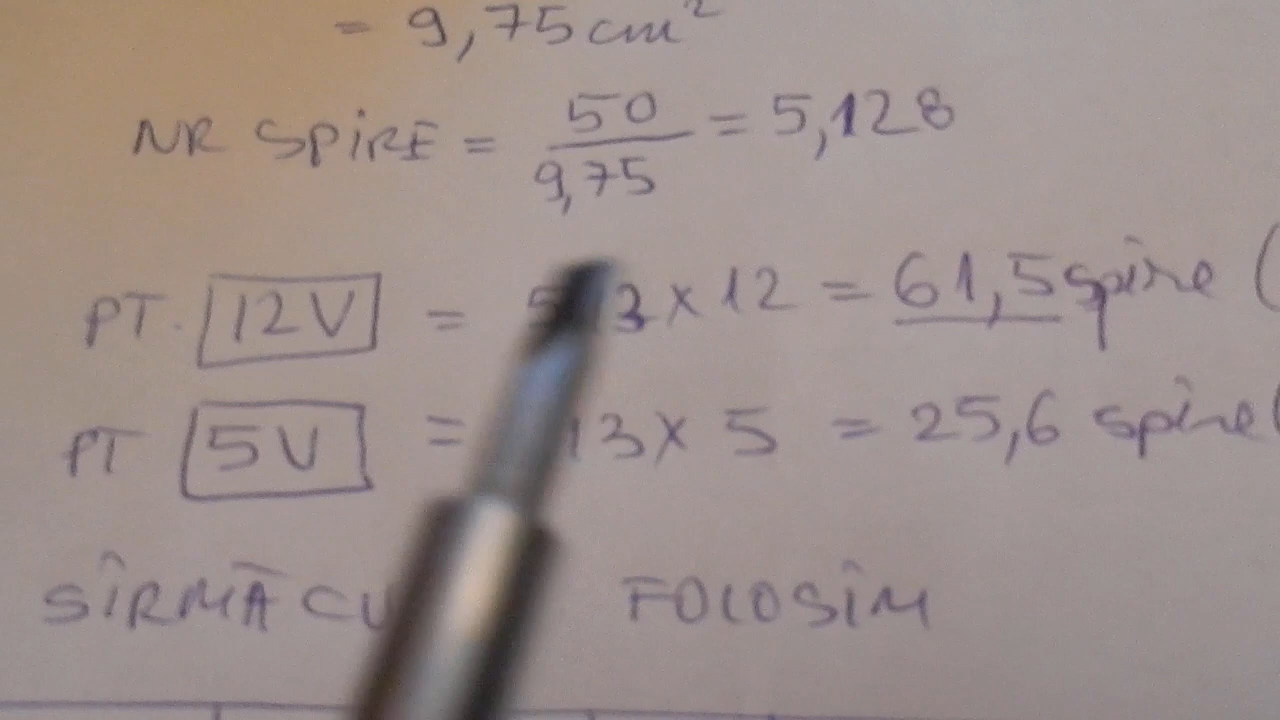 = 9,75 cm²
NR SPIRE = 50/9,75 = 5,128
PT. 12V = 3 x 12 = 61,5 spire (
PT 5V = 13 x 5 = 25,6 spire (
SÎRMĂ CU FOLOSIM